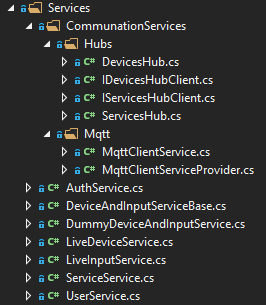 Services
CommunationServices
Hubs
C# DevicesHub.cs
C# IDevicesHubClient.cs
C# IServicesHubClient.cs
C# ServicesHub.cs
Mqtt
C# MqttClientService.cs
C# MqttClientServiceProvider.cs
C# AuthService.cs
C# DeviceAndInputServiceBase.cs
C# DummyDeviceAndInputService.cs
C# LiveDeviceService.cs
C# LiveInputService.cs
C# ServiceService.cs
C# UserService.cs